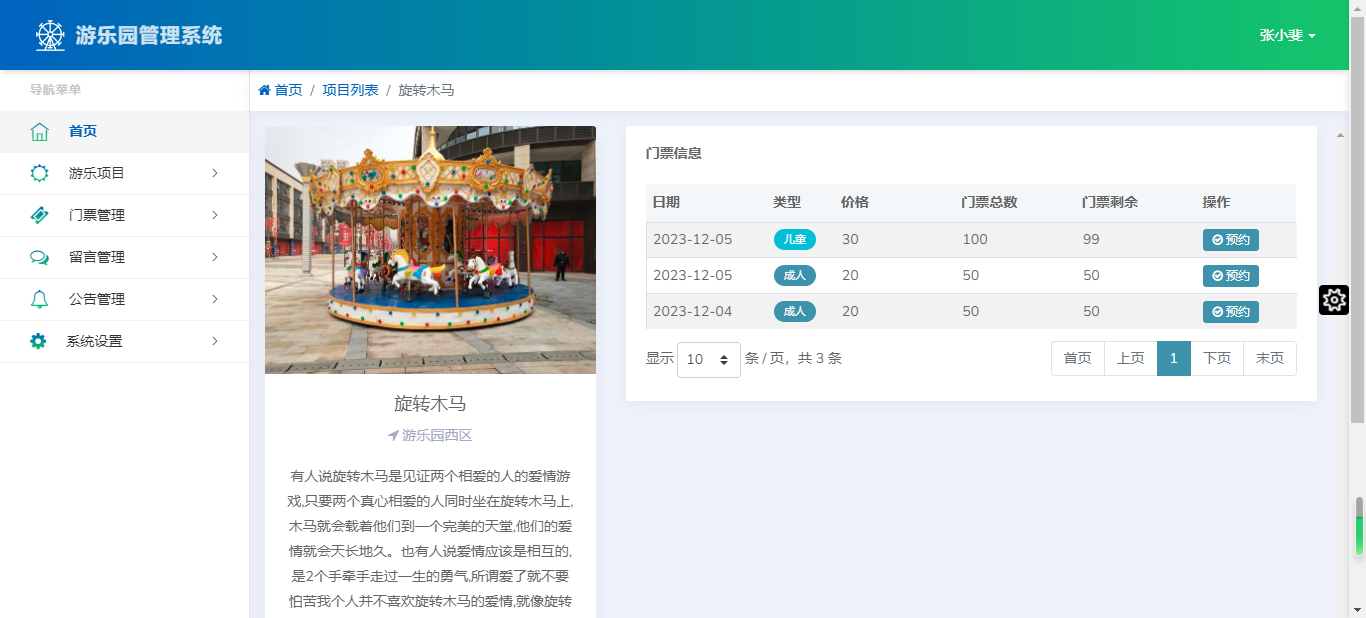 游乐园管理系统
张小斐
导航菜单
首页
游乐项目
门票管理
留言管理
公告管理
系统设置
首页 / 项目列表 / 旋转木马
旋转木马
游乐园西区
有人说旋转木马是见证两个相爱的人的爱情游
戏,只要两个真心相爱的人同时坐在旋转木马上,
木马就会载着他们到一个完美的天堂,他们的爱
情就会天长地久。也有人说爱情应该是相互的,
是2个手牵手走过一生的勇气,所谓爱了就不要
怕苦我个人并不喜欢旋转木马的爱情,就像旋转
门票信息
日期 类型 价格 门票总数 门票剩余 操作
2023-12-05 儿童 30 100 99 预约
2023-12-05 成人 20 50 50 预约
2023-12-04 成人 20 50 50 预约
显示 10 条 / 页，共 3 条
首页 上页 1 下页 末页